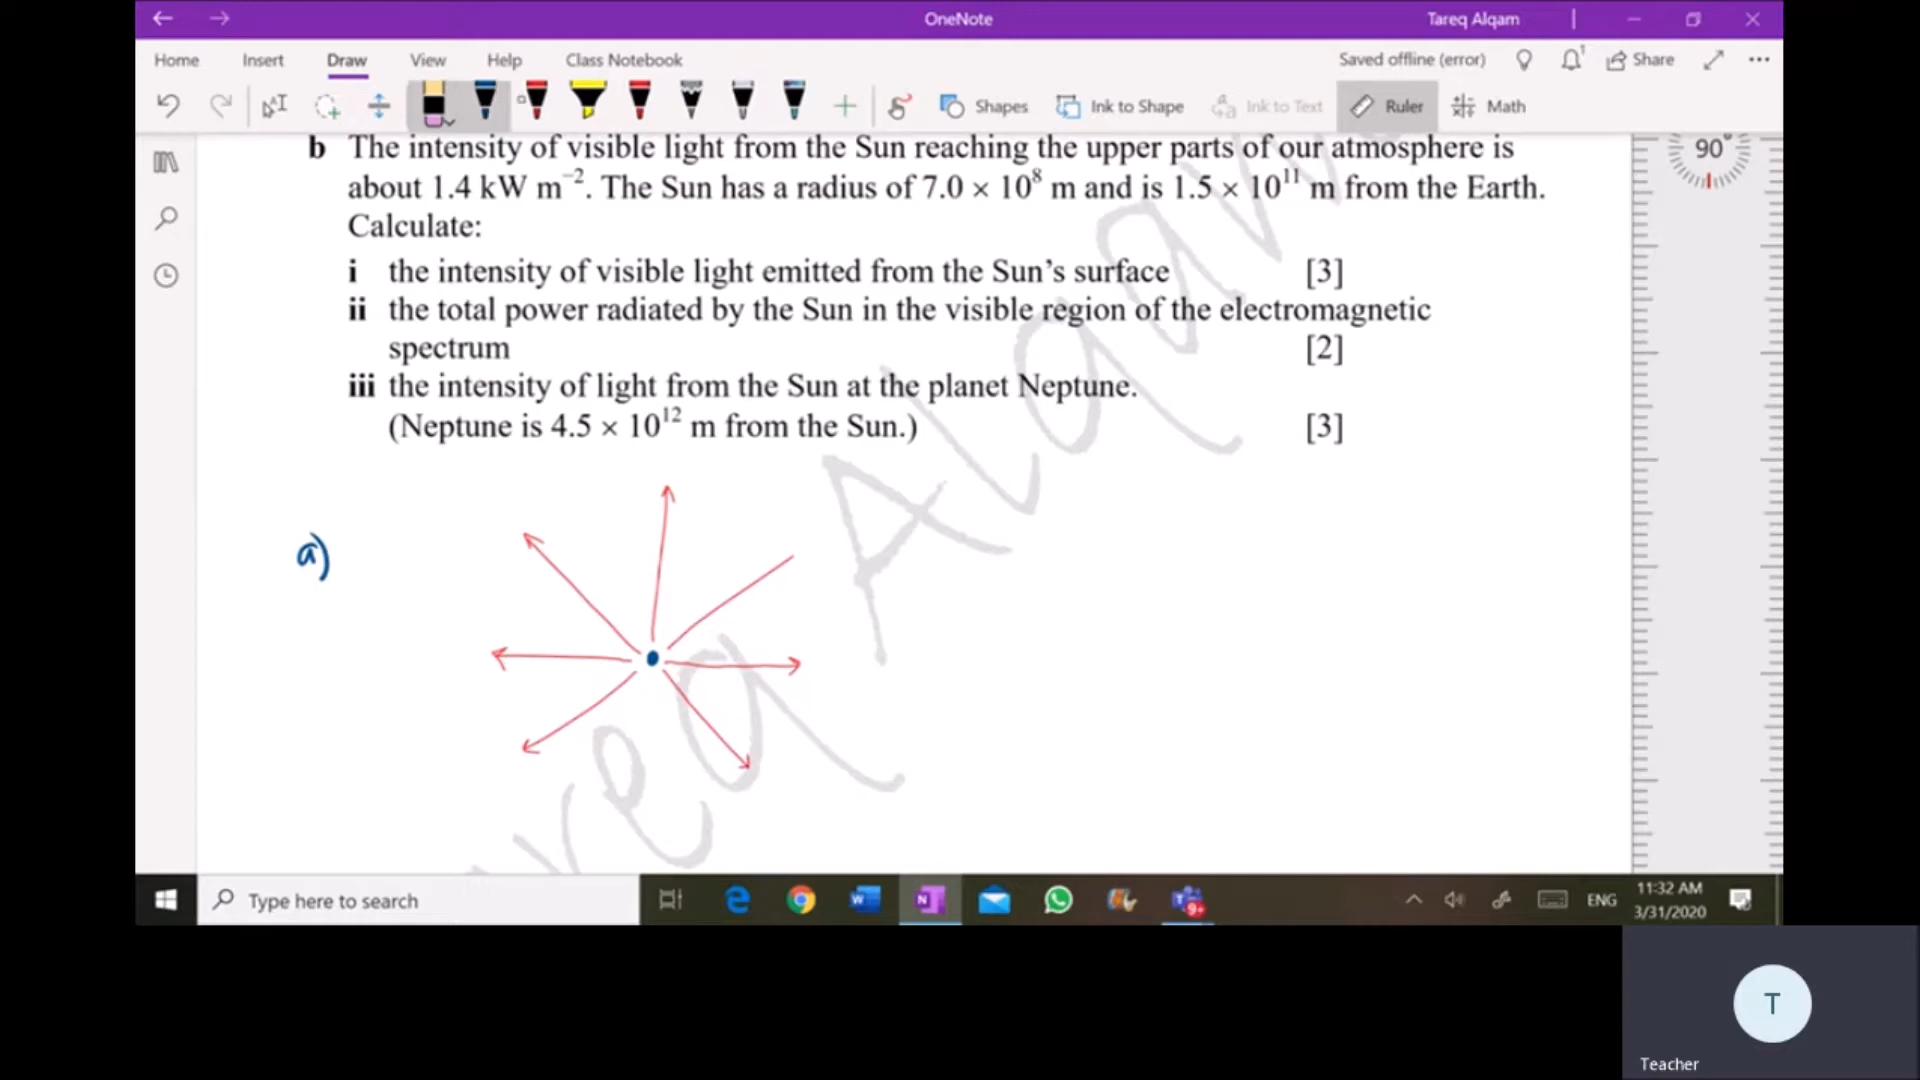 OneNote
Tareq Alqam
Home Insert Draw View Help Class Notebook
Saved offline (error) 1 Share
Shapes Ink to Shape Ink to Text Ruler Math
b The intensity of visible light from the Sun reaching the upper parts of our atmosphere is
about 1.4 kW m⁻². The Sun has a radius of 7.0 × 10⁸ m and is 1.5 × 10¹¹ m from the Earth.
Calculate:
i the intensity of visible light emitted from the Sun’s surface [3]
ii the total power radiated by the Sun in the visible region of the electromagnetic
spectrum [2]
iii the intensity of light from the Sun at the planet Neptune.
(Neptune is 4.5 × 10¹² m from the Sun.) [3]
90°
a)
areq Alqam
Type here to search
9+
ENG
11:32 AM
3/31/2020
T
Teacher